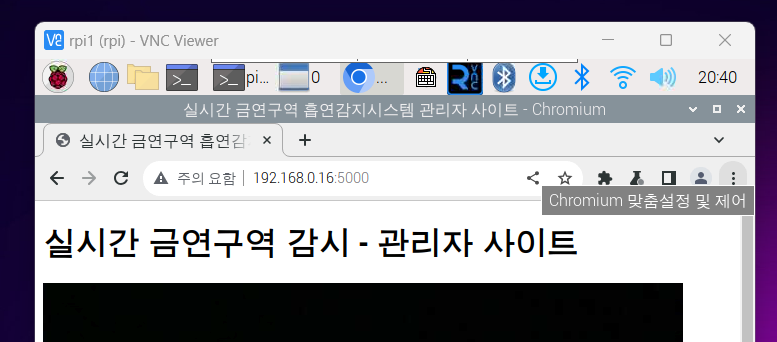 rpi1 (rpi) - VNC Viewer
pi... 0 ... 20:40
실시간 금연구역 흡연감지시스템 관리자 사이트 - Chromium
실시간 금연구역 흡연감
주의 요함 192.168.0.16:5000
Chromium 맞춤설정 및 제어
실시간 금연구역 감시 - 관리자 사이트